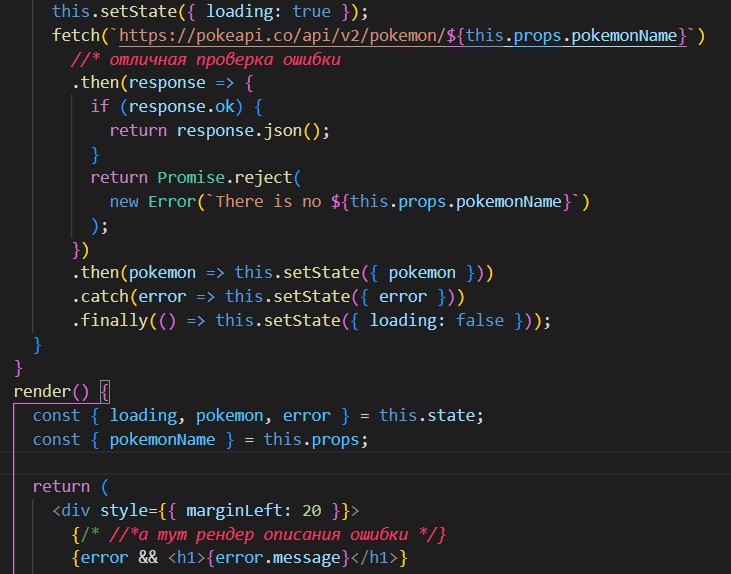 this.setState({ loading: true });
fetch(`https://pokeapi.co/api/v2/pokemon/${this.props.pokemonName}`)
//* отличная проверка ошибки
.then(response => {
if (response.ok) {
return response.json();
}
return Promise.reject(
new Error(`There is no ${this.props.pokemonName}`)
);
})
.then(pokemon => this.setState({ pokemon }))
.catch(error => this.setState({ error }))
.finally(() => this.setState({ loading: false }));
}
}
render() {
const { loading, pokemon, error } = this.state;
const { pokemonName } = this.props;
return (
<div style={{ marginLeft: 20 }}>
{/* //*а тут рендер описания ошибки */}
{error && <h1>{error.message}</h1>}